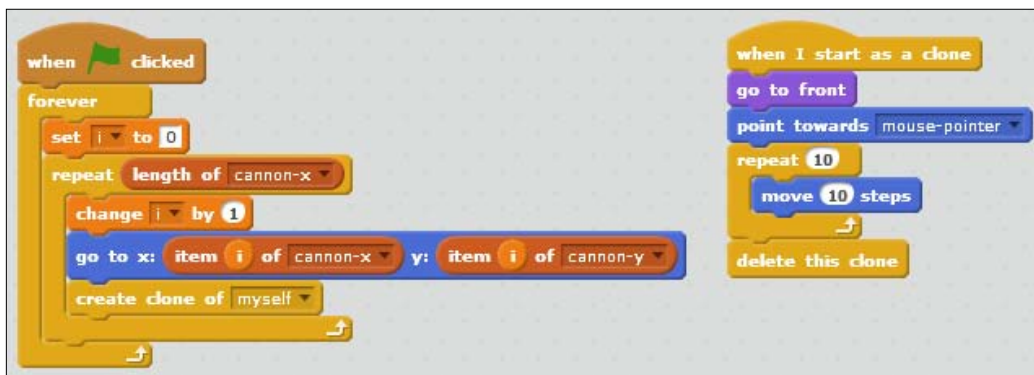 when clicked
forever
set i to 0
repeat length of cannon-x
change i by 1
go to x: item i of cannon-x y: item i of cannon-y
create clone of myself
when I start as a clone
go to front
point towards mouse-pointer
repeat 10
move 10 steps
delete this clone